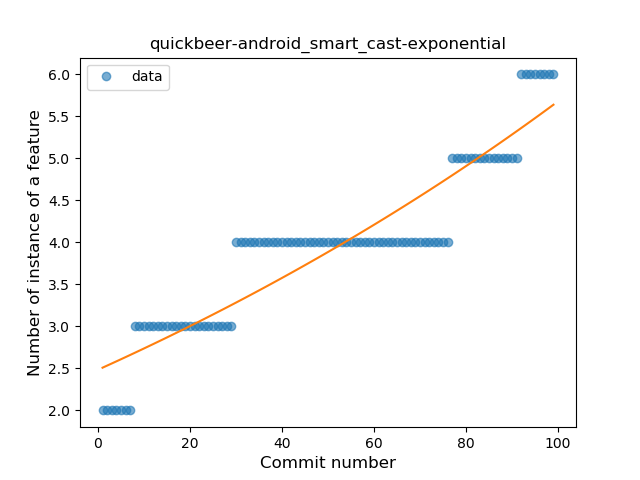 quickbeer-android_smart_cast-exponential
data
Number of instance of a feature
6.0
5.5
5.0
4.5
4.0
3.5
3.0
2.5
2.0
0 20 40 60 80 100
Commit number